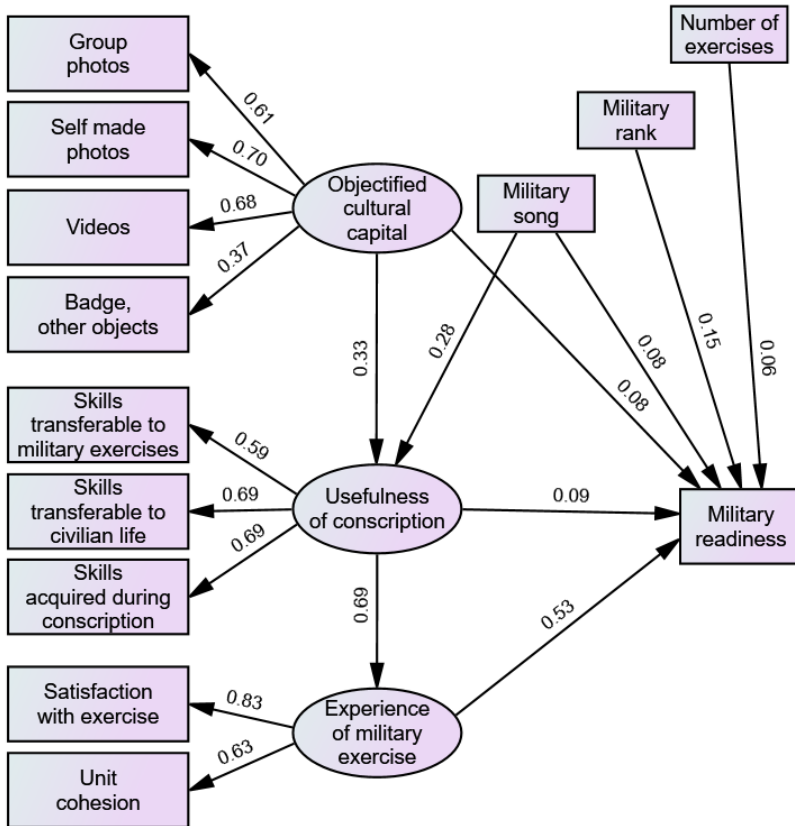 Group
photos
Self made
photos
Videos
Badge,
other objects
Skills
transferable to
military exercises
Skills
transferable to
civilian life
Skills
acquired during
conscription
Satisfaction
with exercise
Unit
cohesion
0.61
0.70
0.68
0.37
0.59
0.69
0.69
0.83
0.63
Objectified
cultural
capital
0.33
Usefulness
of conscription
0.69
Experience
of military
exercise
Military
song
Military
rank
Number of
exercises
0.28
0.08
0.08
0.15
0.06
0.09
0.53
Military
readiness